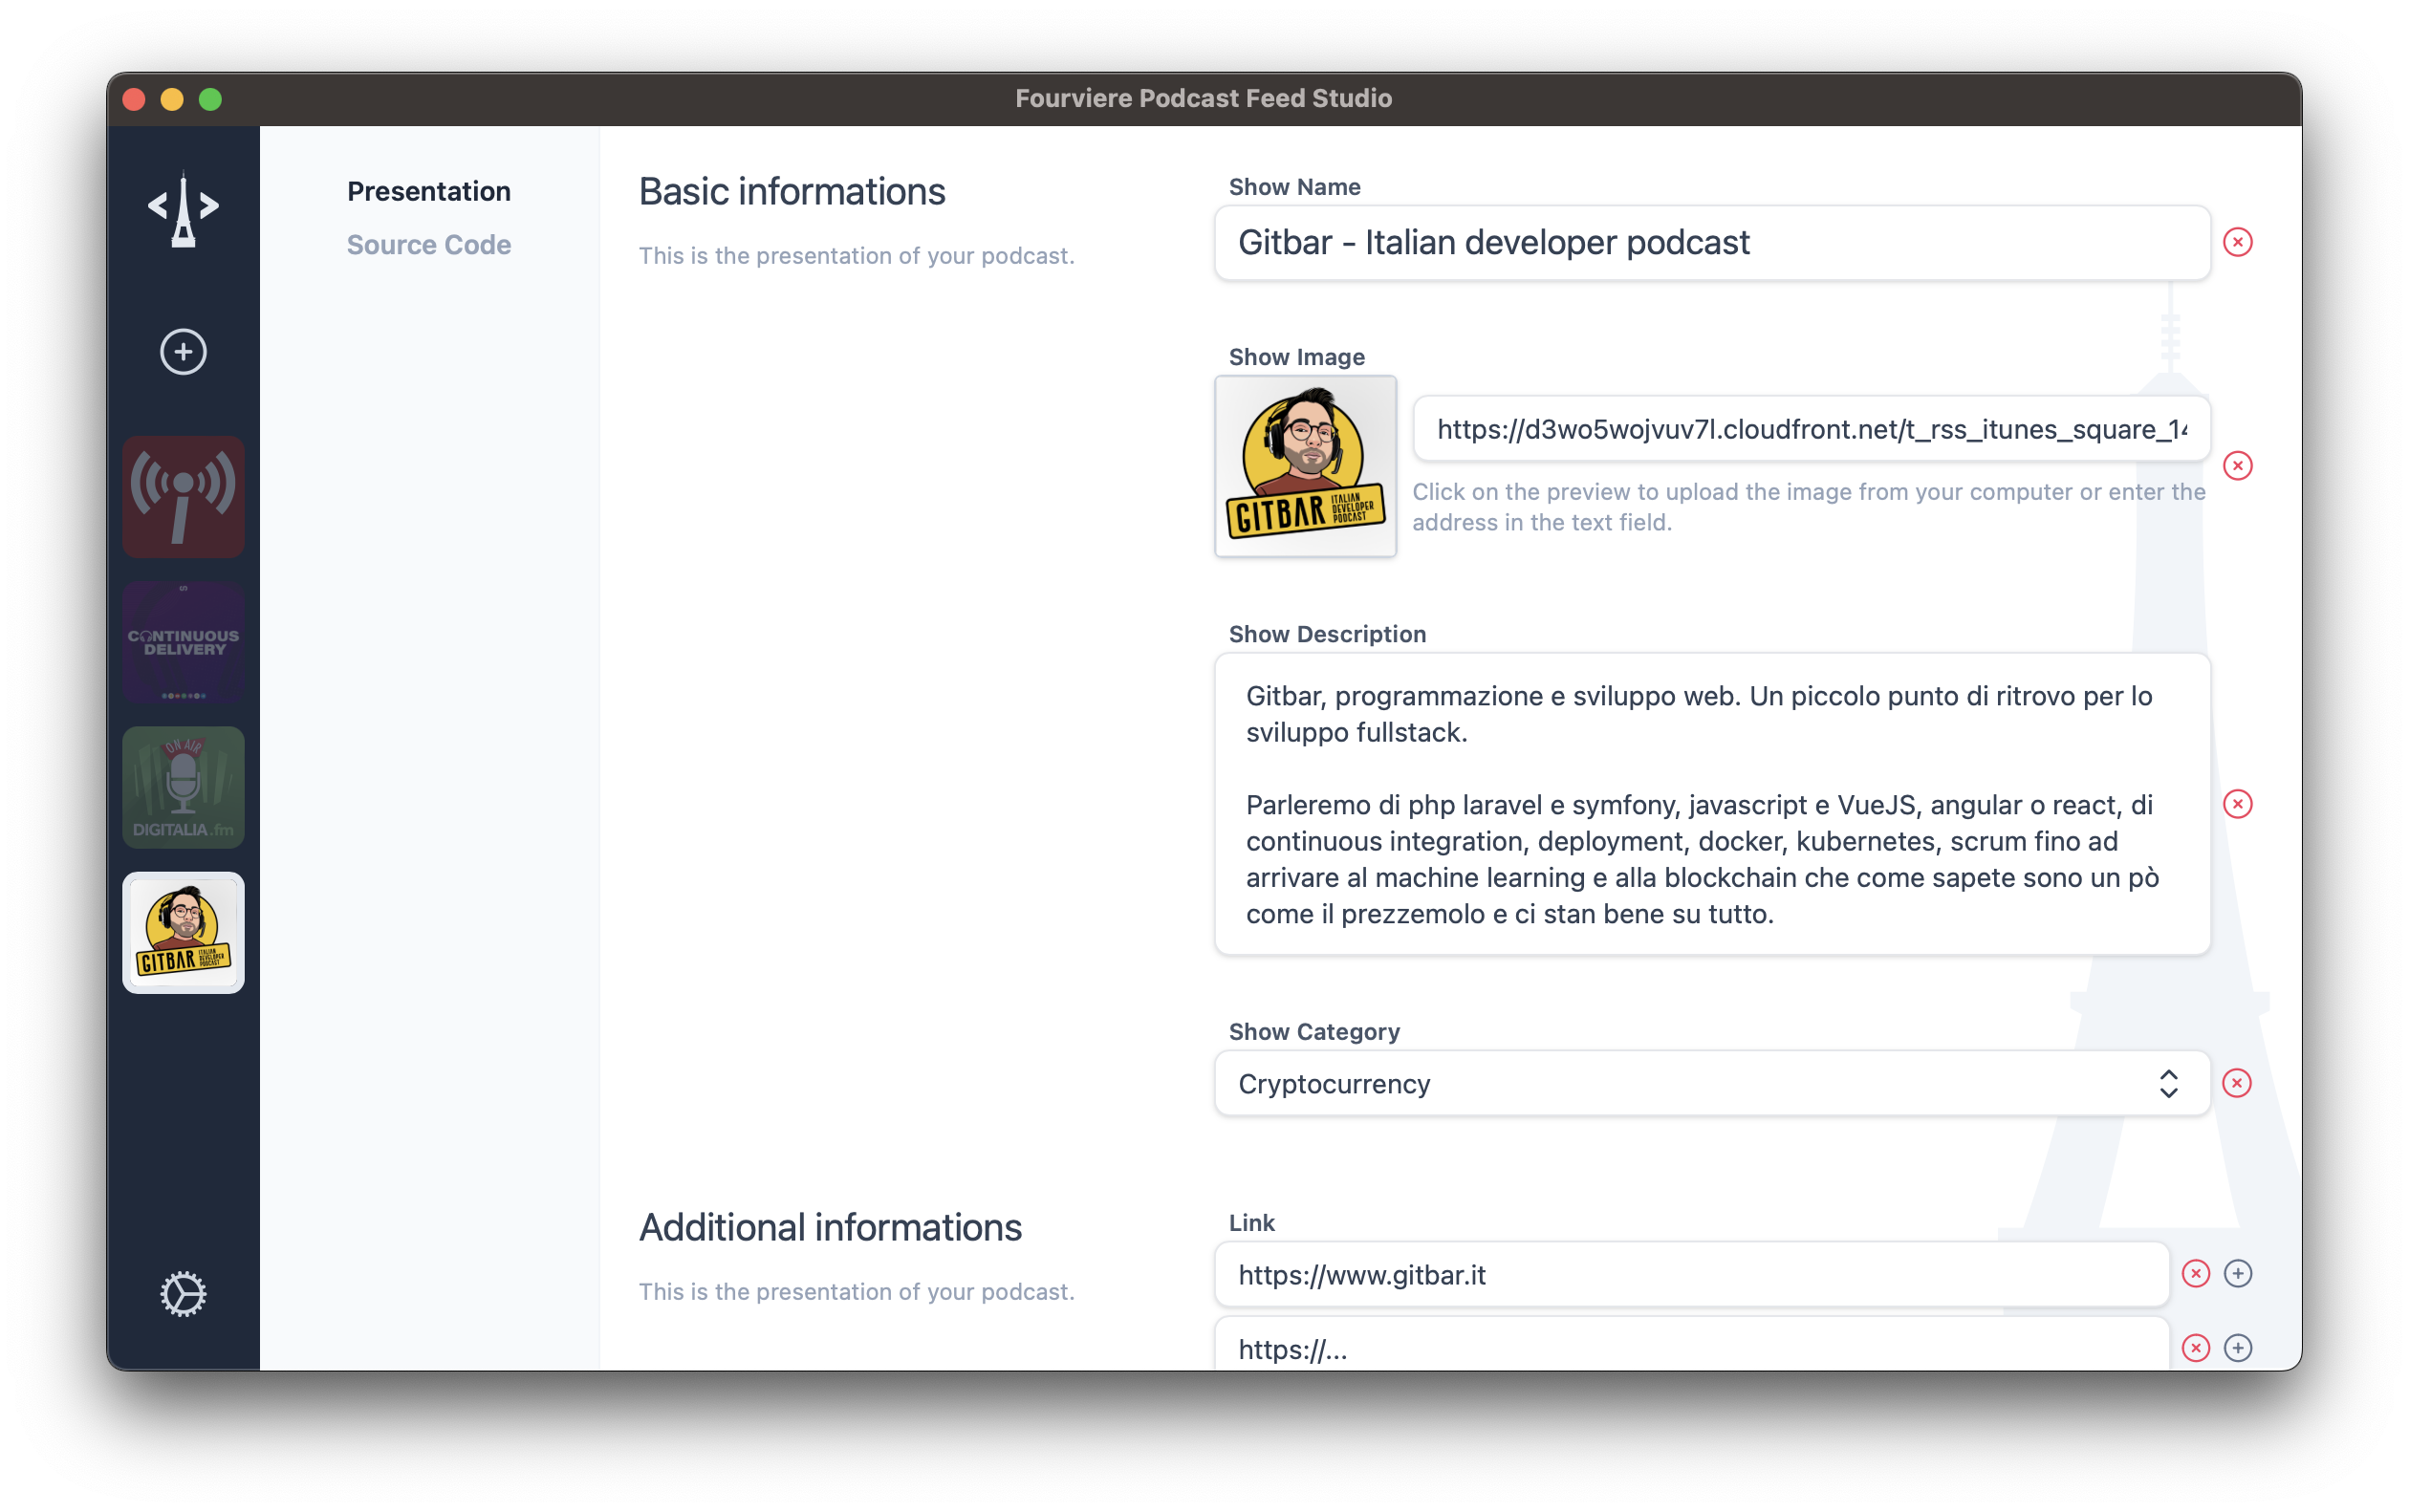 Fourviere Podcast Feed Studio
CONTINUOUS
DELIVERY
ON AIR
DIGITALIA.fm
GITBAR ITALIAN
DEVELOPER
PODCAST
Presentation
Source Code
Basic informations
This is the presentation of your podcast.
Show Name
Gitbar - Italian developer podcast
Show Image
GITBAR ITALIAN
DEVELOPER
PODCAST
https://d3wo5wojvuv7l.cloudfront.net/t_rss_itunes_square_14
Click on the preview to upload the image from your computer or enter the
address in the text field.
Show Description
Gitbar, programmazione e sviluppo web. Un piccolo punto di ritrovo per lo
sviluppo fullstack.
Parleremo di php laravel e symfony, javascript e VueJS, angular o react, di
continuous integration, deployment, docker, kubernetes, scrum fino ad
arrivare al machine learning e alla blockchain che come sapete sono un pò
come il prezzemolo e ci stan bene su tutto.
Show Category
Cryptocurrency
Additional informations
This is the presentation of your podcast.
Link
https://www.gitbar.it
https://...